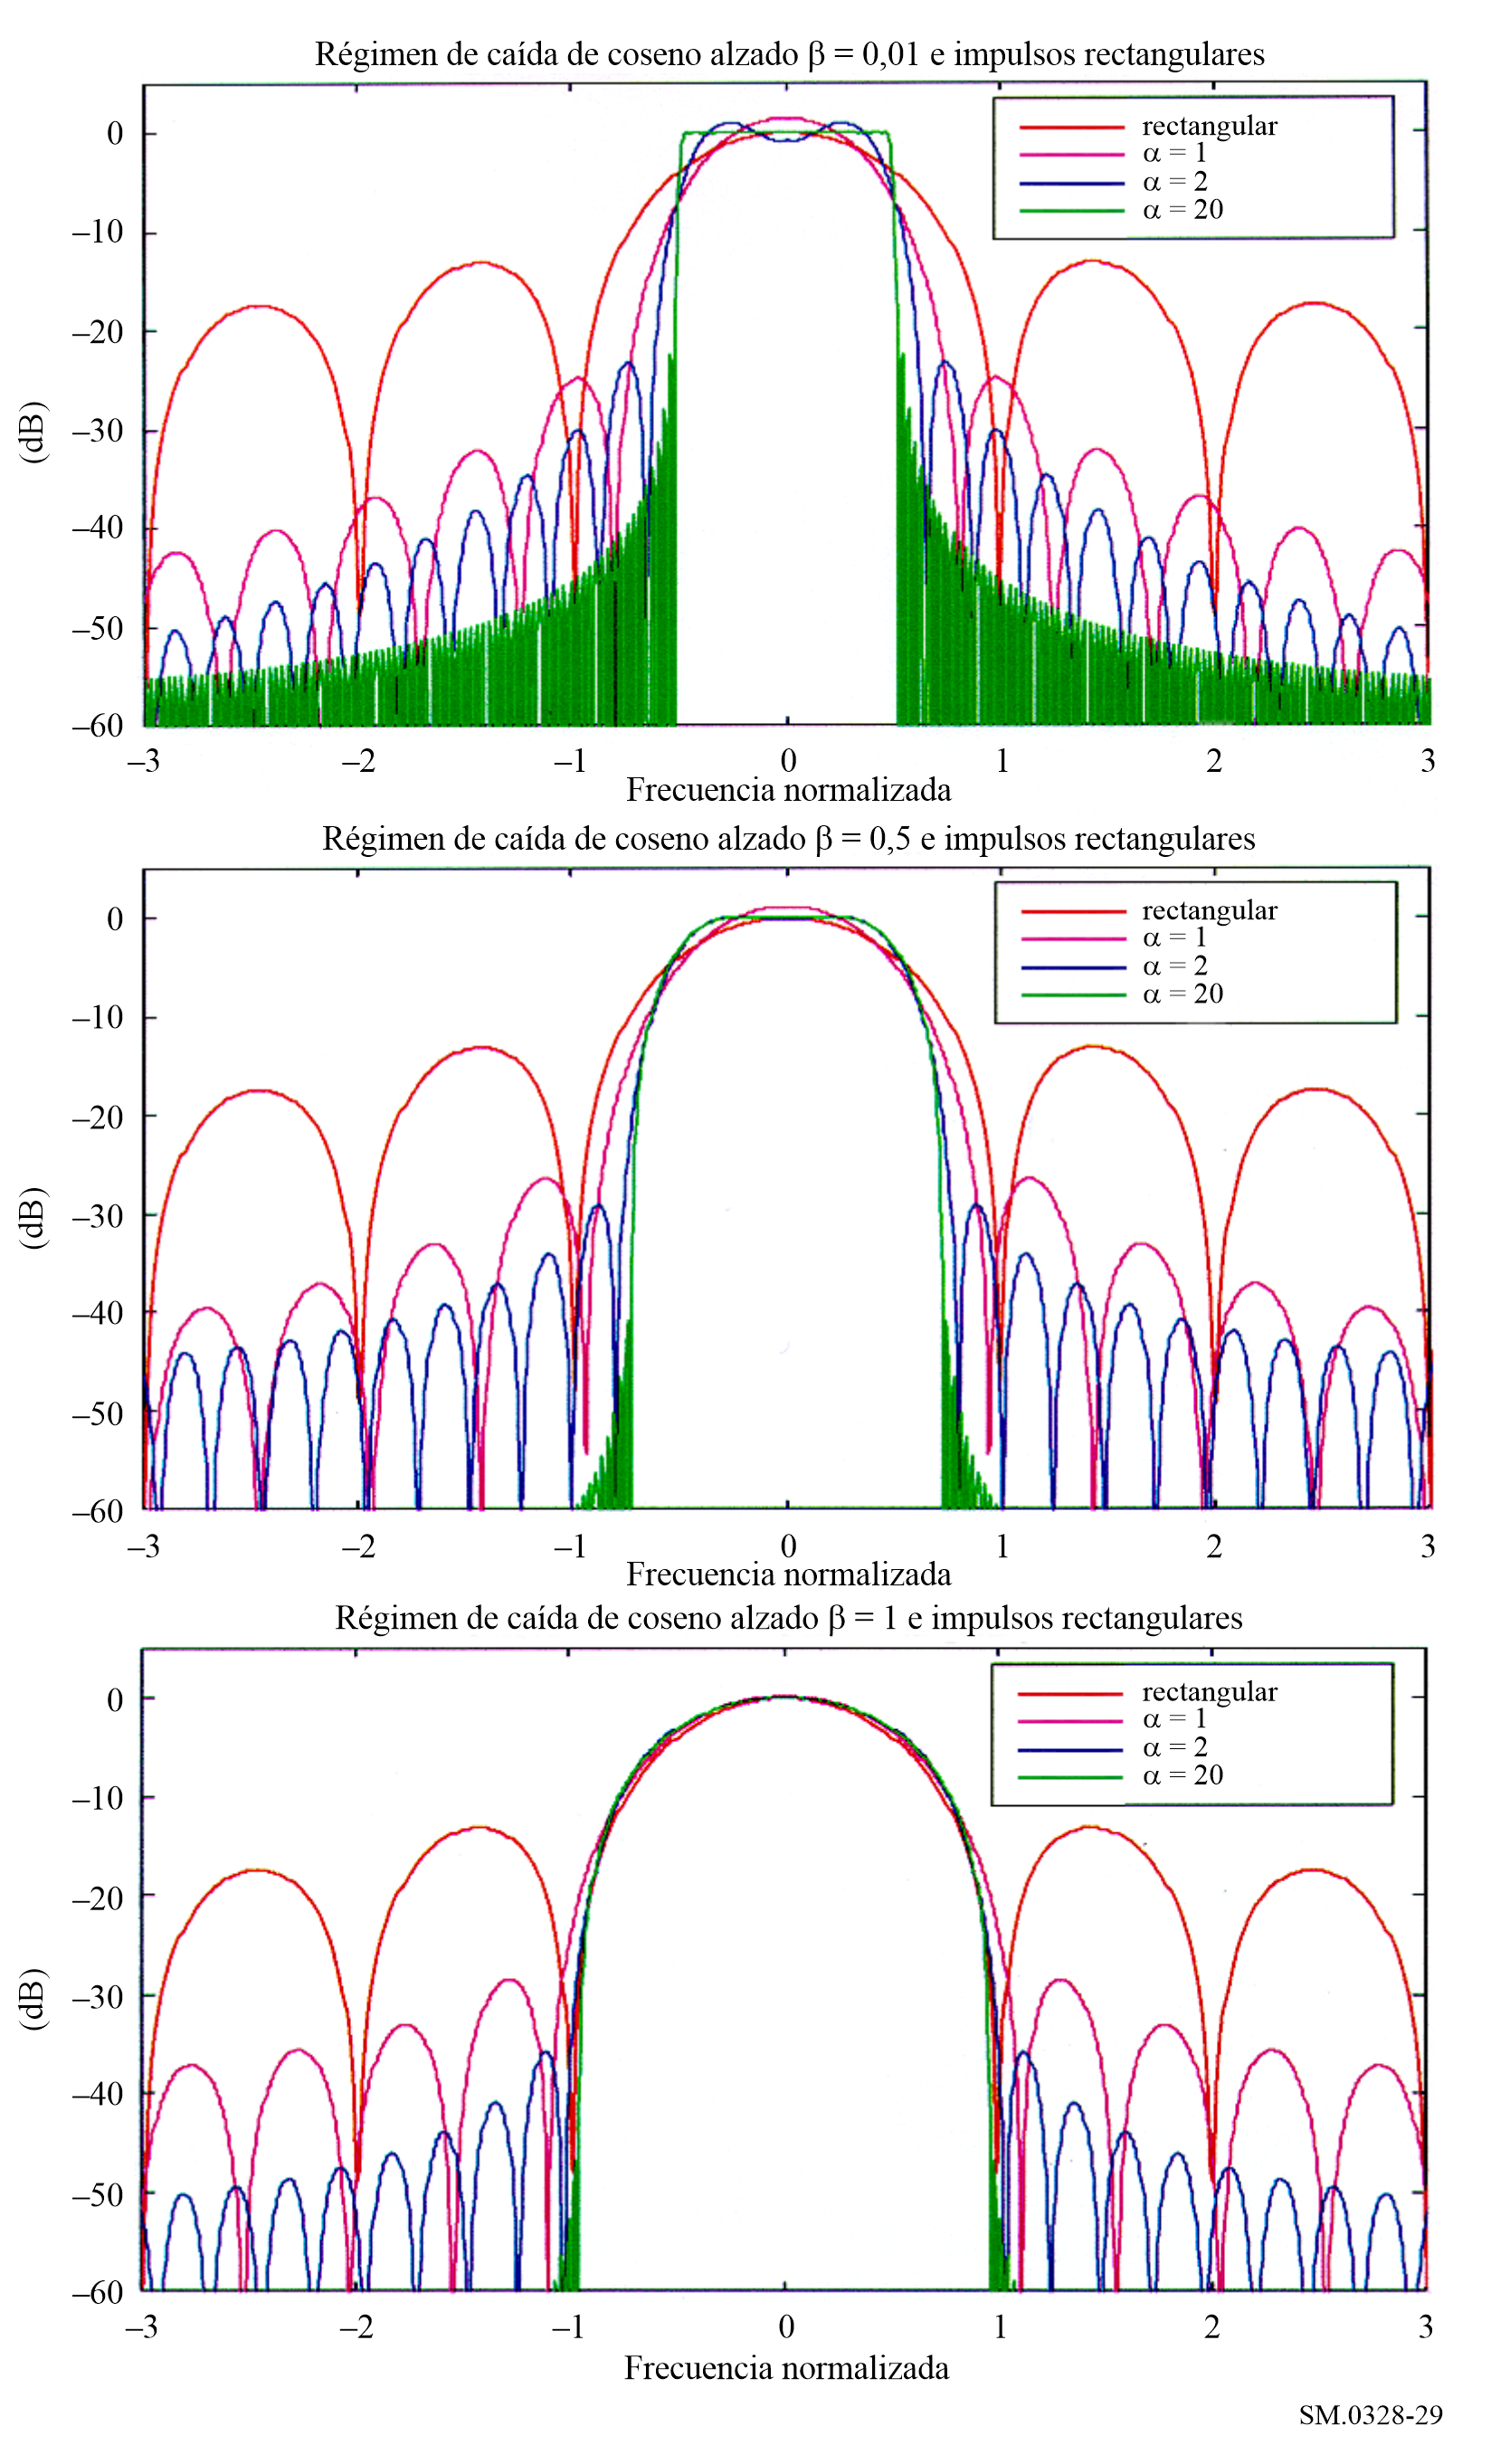 Régimen de caída de coseno alzado β = 0,01 e impulsos rectangulares
rectangular
α = 1
α = 2
α = 20
0
–10
–20
–30
–40
–50
–60
(dB)
–3 –2 –1 0 1 2 3
Frecuencia normalizada
Régimen de caída de coseno alzado β = 0,5 e impulsos rectangulares
rectangular
α = 1
α = 2
α = 20
0
–10
–20
–30
–40
–50
–60
(dB)
–3 –2 –1 0 1 2 3
Frecuencia normalizada
Régimen de caída de coseno alzado β = 1 e impulsos rectangulares
rectangular
α = 1
α = 2
α = 20
0
–10
–20
–30
–40
–50
–60
(dB)
–3 –2 –1 0 1 2 3
Frecuencia normalizada
SM.0328-29